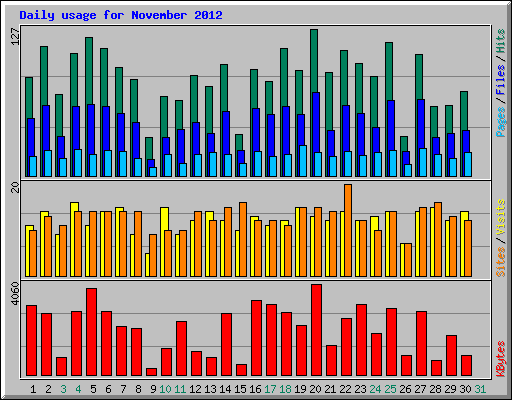 Daily usage for November 2012
127
Pages / Files / Hits
20
Sites / Visits
4060
KBytes
1 2 3 4 5 6 7 8 9 10 11 12 13 14 15 16 17 18 19 20 21 22 23 24 25 26 27 28 29 30 31